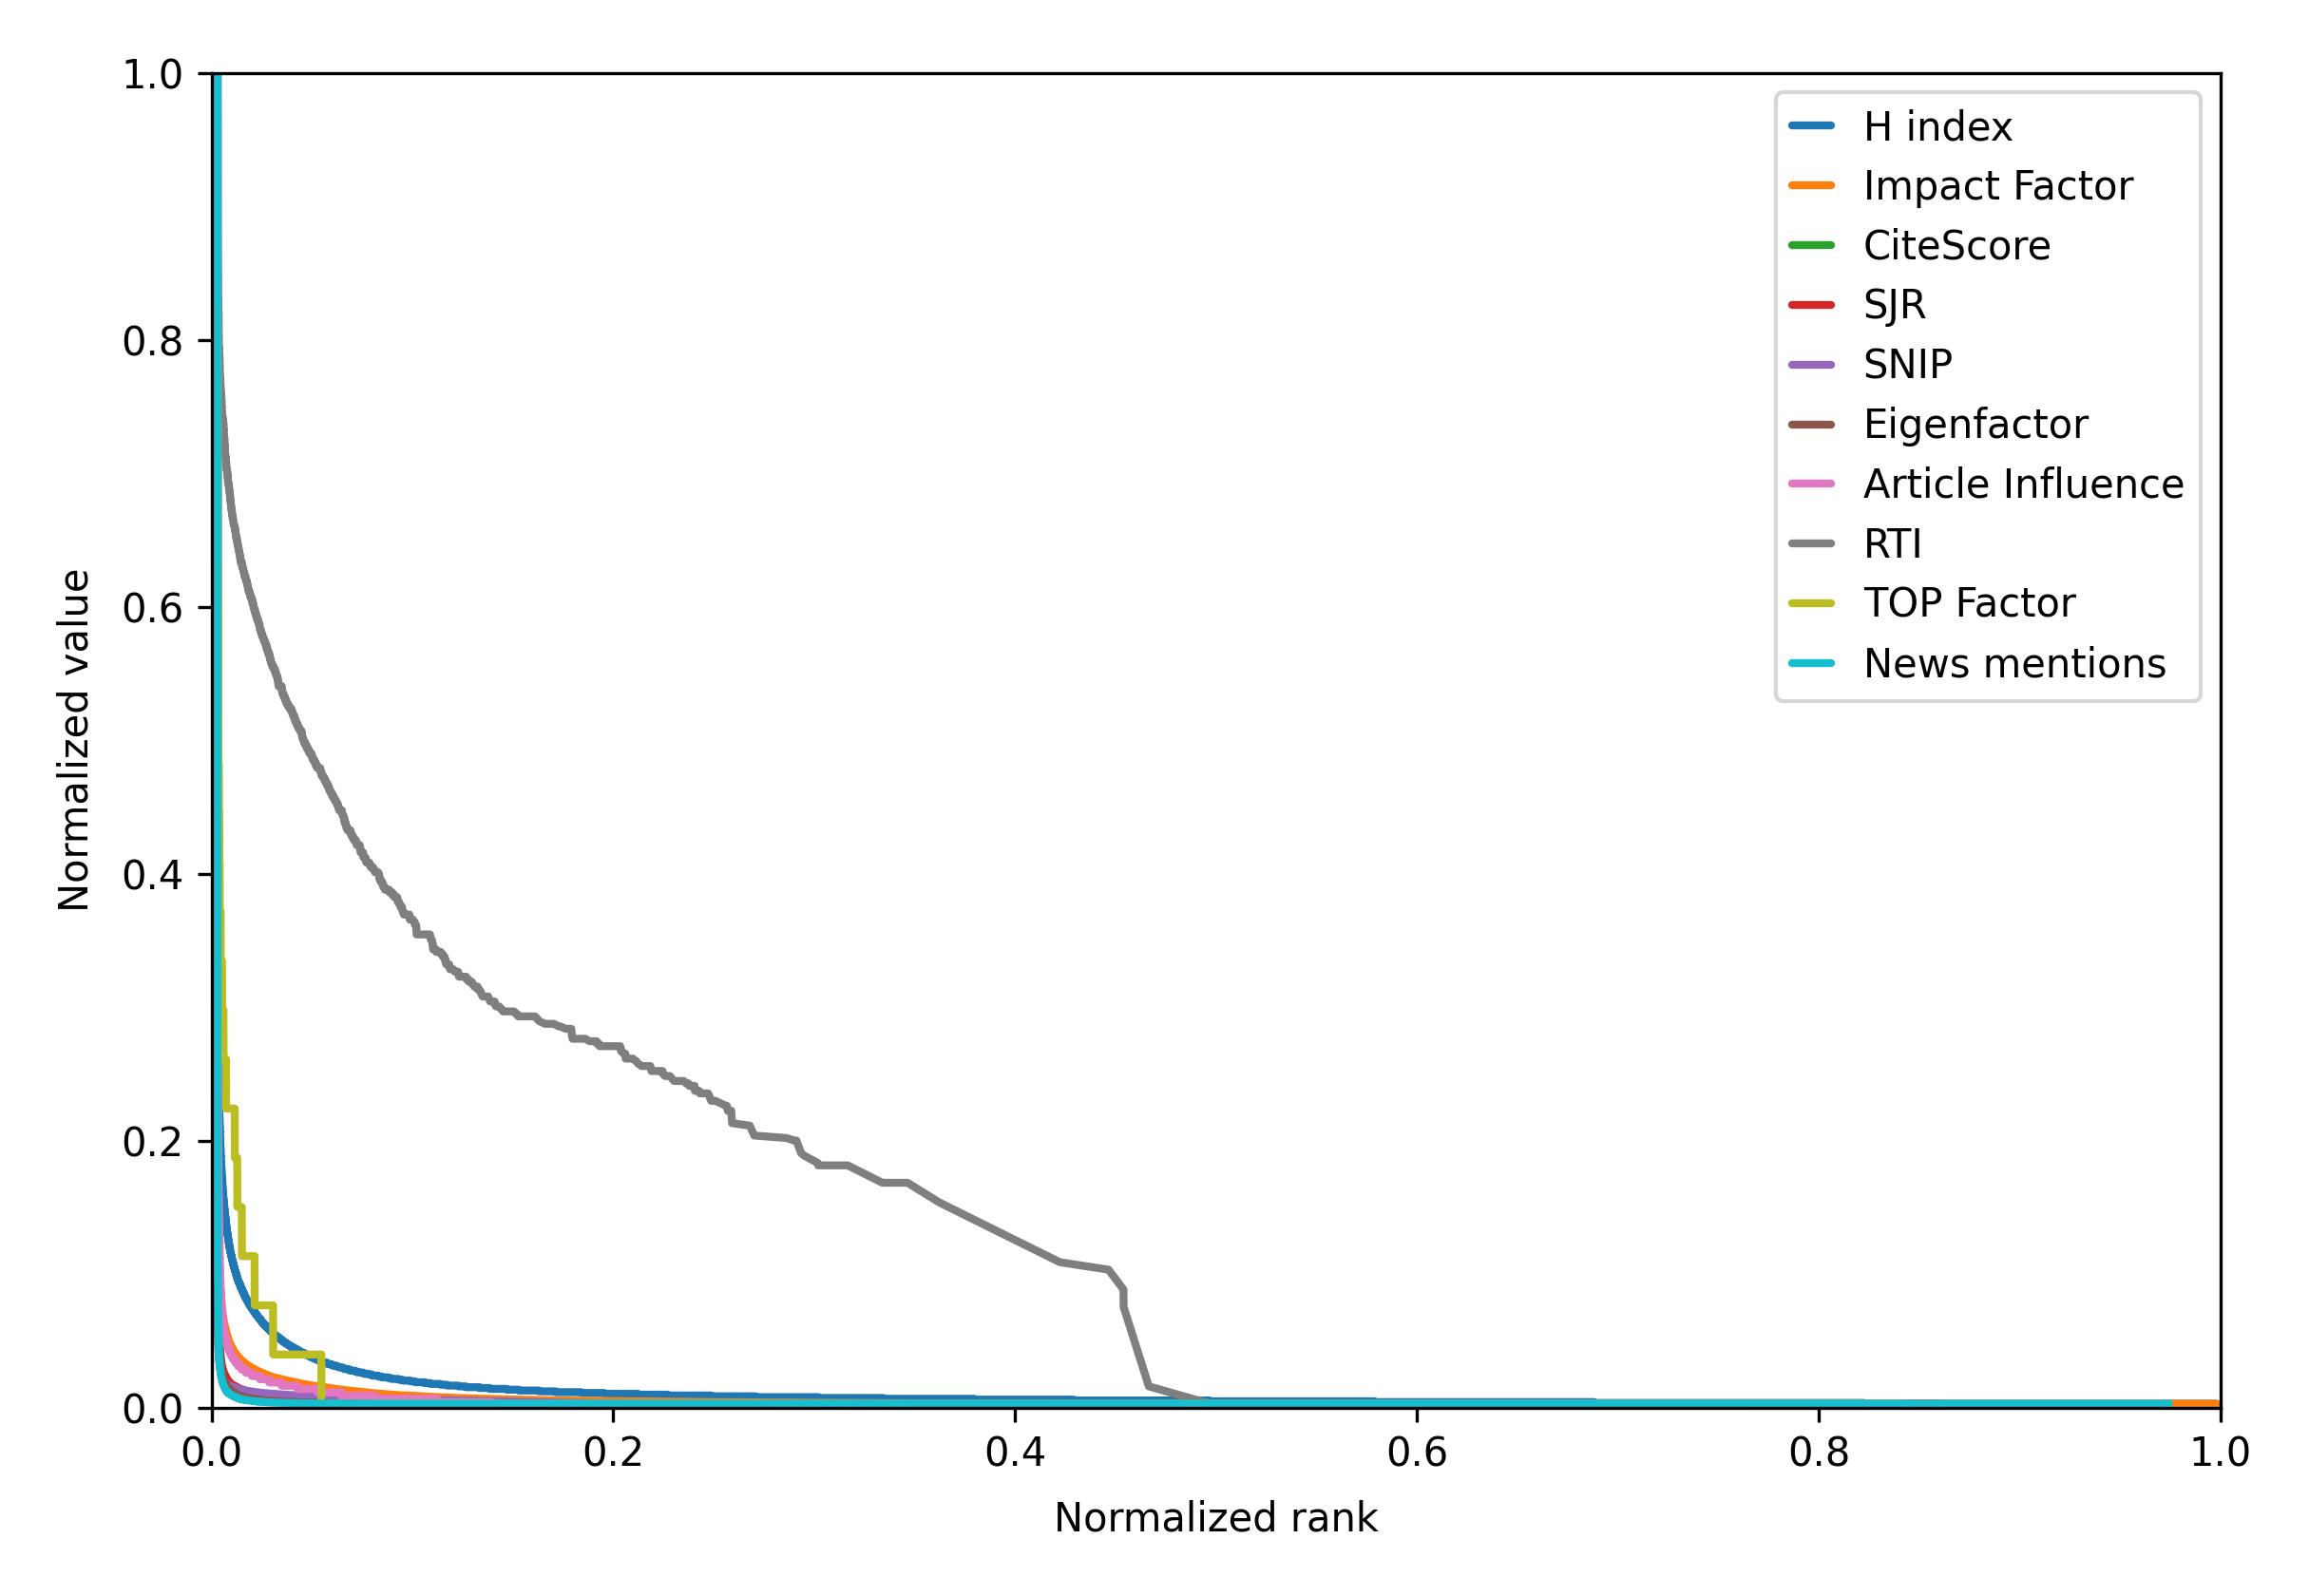 1.0
0.8
0.6
0.4
0.2
0.0
Normalized value
0.0 0.2 0.4 0.6 0.8 1.0
Normalized rank
H index
Impact Factor
CiteScore
SJR
SNIP
Eigenfactor
Article Influence
RTI
TOP Factor
News mentions